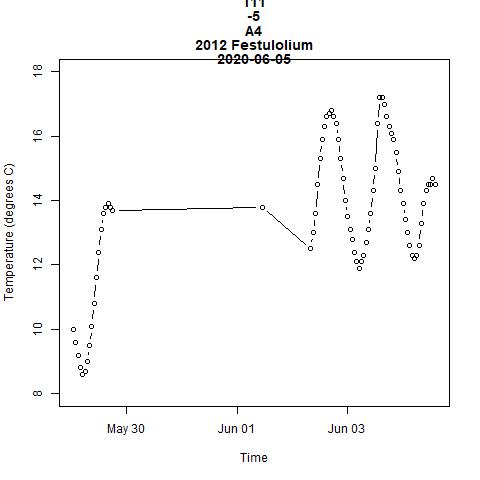 T11
-5
A4
2012 Festulolium
2020-06-05
18
16
14
12
10
8
Temperature (degrees C)
May 30
Jun 01
Jun 03
Time